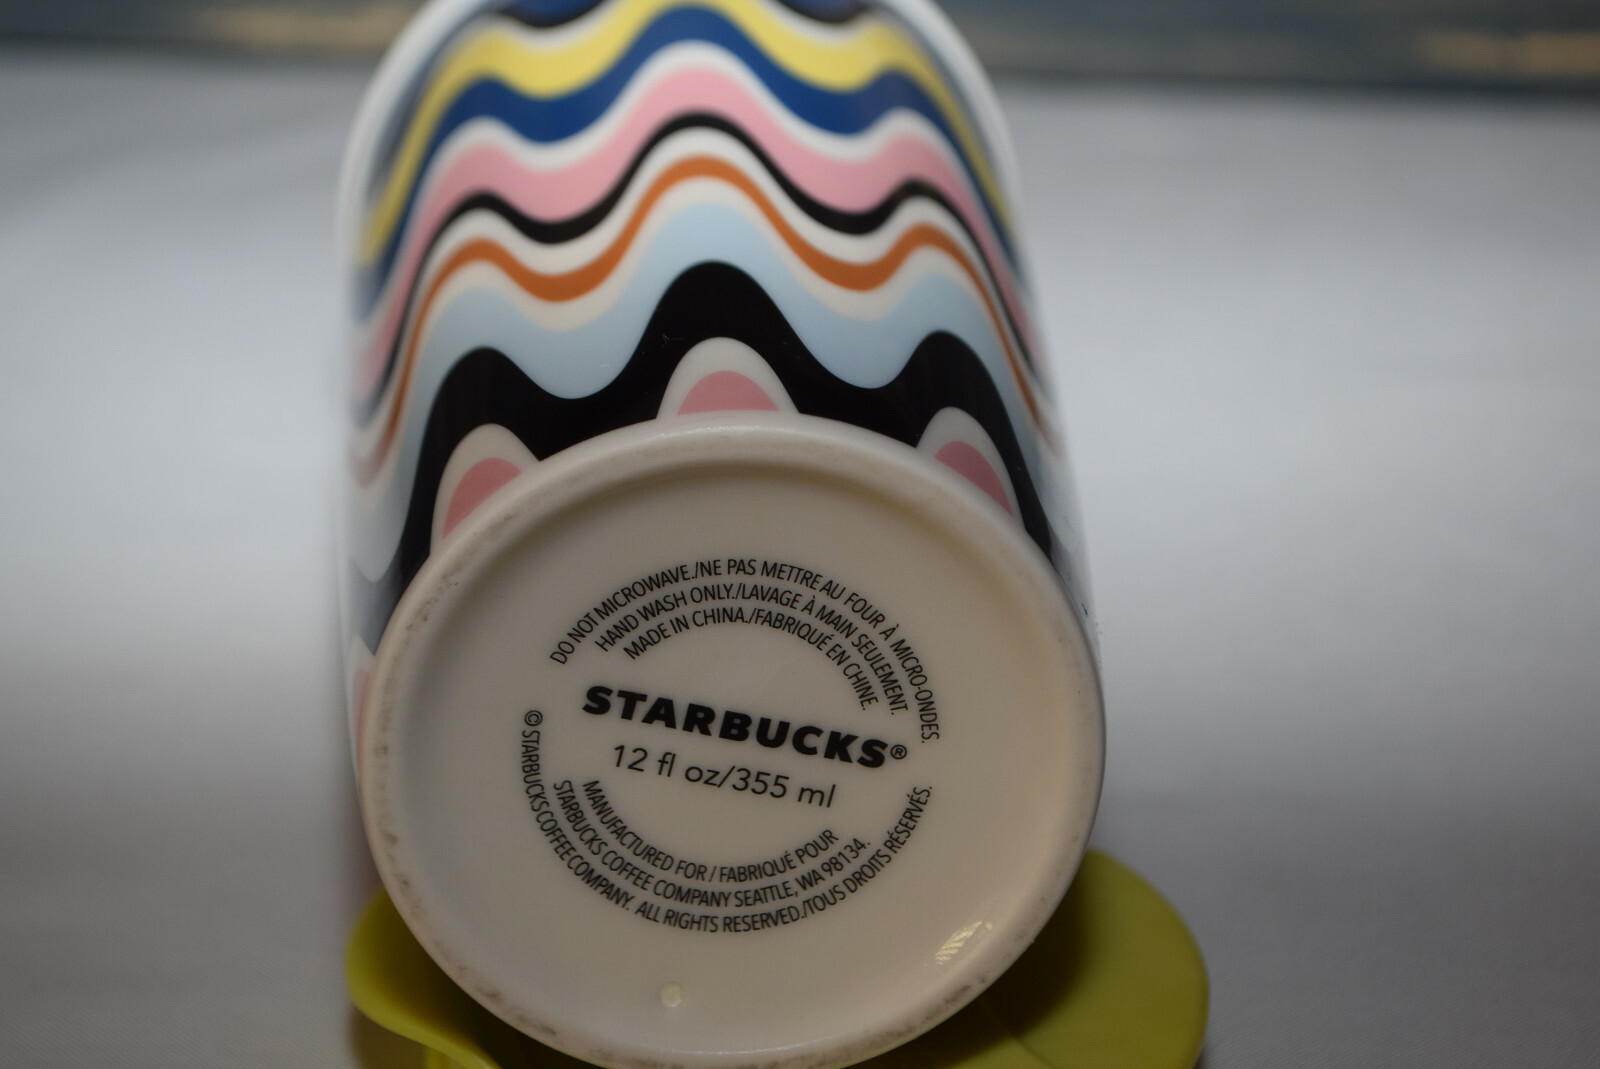 DO NOT MICROWAVE./NE PAS METTRE AU FOUR À MICRO-ONDES.
HAND WASH ONLY./LAVAGE À MAIN SEULEMENT.
MADE IN CHINA./FABRIQUÉ EN CHINE.
STARBUCKS®
12 fl oz/355 ml
MANUFACTURED FOR / FABRIQUÉ POUR
STARBUCKS COFFEE COMPANY SEATTLE, WA 98134.
© STARBUCKS COFFEE COMPANY. ALL RIGHTS RESERVED./TOUS DROITS RÉSERVÉS.